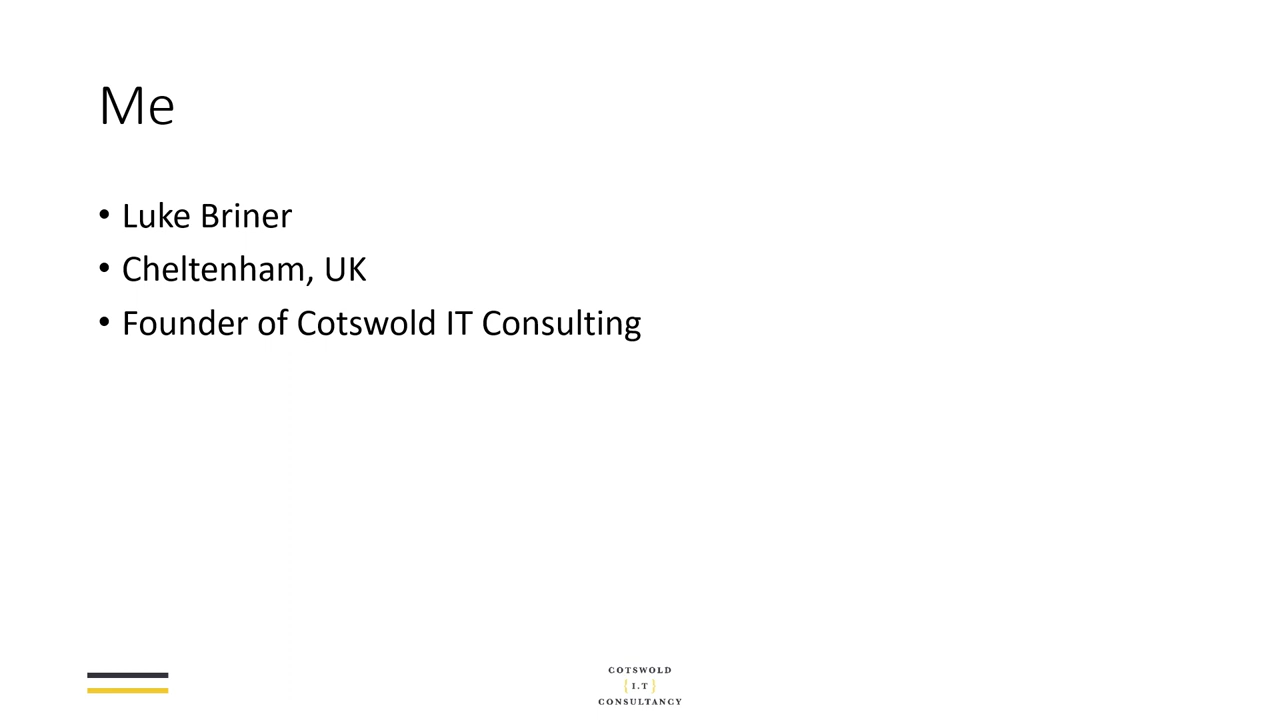 Me
• Luke Briner
• Cheltenham, UK
• Founder of Cotswold IT Consulting
COTSWOLD
{ I.T }
CONSULTANCY